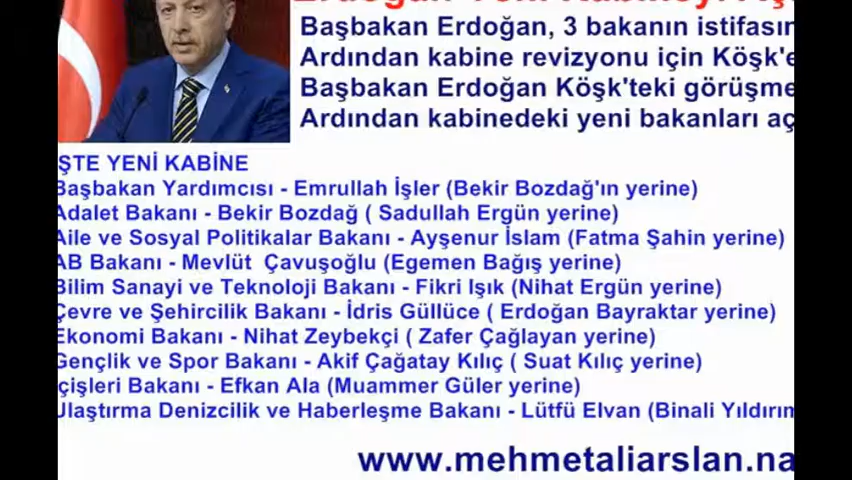 Başbakan Erdoğan, 3 bakanın istifasın
Ardından kabine revizyonu için Köşk'e
Başbakan Erdoğan Köşk'teki görüşme
Ardından kabinedeki yeni bakanları aç
ŞTE YENİ KABİNE
Başbakan Yardımcısı - Emrullah İşler (Bekir Bozdağ'ın yerine)
Adalet Bakanı - Bekir Bozdağ ( Sadullah Ergün yerine)
Aile ve Sosyal Politikalar Bakanı - Ayşenur İslam (Fatma Şahin yerine)
AB Bakanı - Mevlüt Çavuşoğlu (Egemen Bağış yerine)
Bilim Sanayi ve Teknoloji Bakanı - Fikri Işık (Nihat Ergün yerine)
Çevre ve Şehircilik Bakanı - İdris Güllüce ( Erdoğan Bayraktar yerine)
Ekonomi Bakanı - Nihat Zeybekçi ( Zafer Çağlayan yerine)
Gençlik ve Spor Bakanı - Akif Çağatay Kılıç ( Suat Kılıç yerine)
çişleri Bakanı - Efkan Ala (Muammer Güler yerine)
Ulaştırma Denizcilik ve Haberleşme Bakanı - Lütfü Elvan (Binali Yıldırım
www.mehmetaliarslan.na